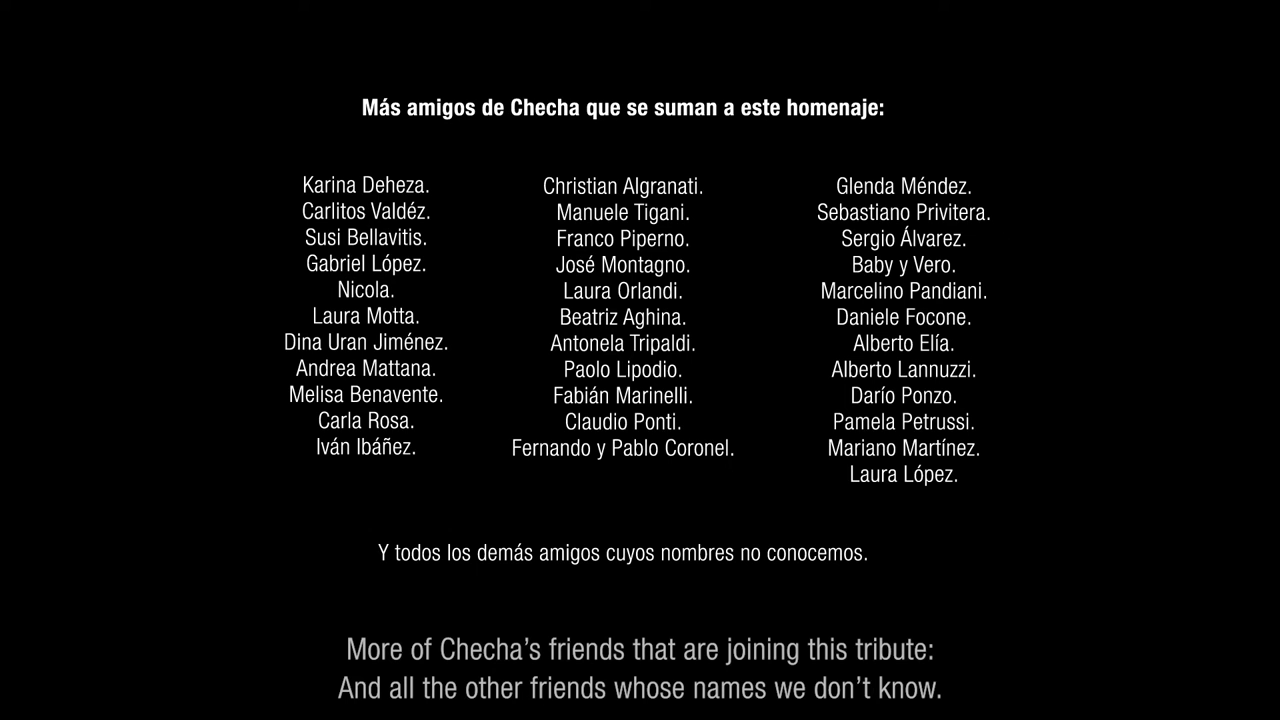 Más amigos de Checha que se suman a este homenaje:
Karina Deheza.
Carlitos Valdéz.
Susi Bellavitis.
Gabriel López.
Nicola.
Laura Motta.
Dina Uran Jiménez.
Andrea Mattana.
Melisa Benavente.
Carla Rosa.
Iván Ibáñez.
Christian Algranati.
Manuele Tigani.
Franco Piperno.
José Montagno.
Laura Orlandi.
Beatriz Aghina.
Antonela Tripaldi.
Paolo Lipodio.
Fabián Marinelli.
Claudio Ponti.
Fernando y Pablo Coronel.
Glenda Méndez.
Sebastiano Privitera.
Sergio Álvarez.
Baby y Vero.
Marcelino Pandiani.
Daniele Focone.
Alberto Elía.
Alberto Lannuzzi.
Darío Ponzo.
Pamela Petrussi.
Mariano Martínez.
Laura López.
Y todos los demás amigos cuyos nombres no conocemos.
More of Checha’s friends that are joining this tribute:
And all the other friends whose names we don’t know.